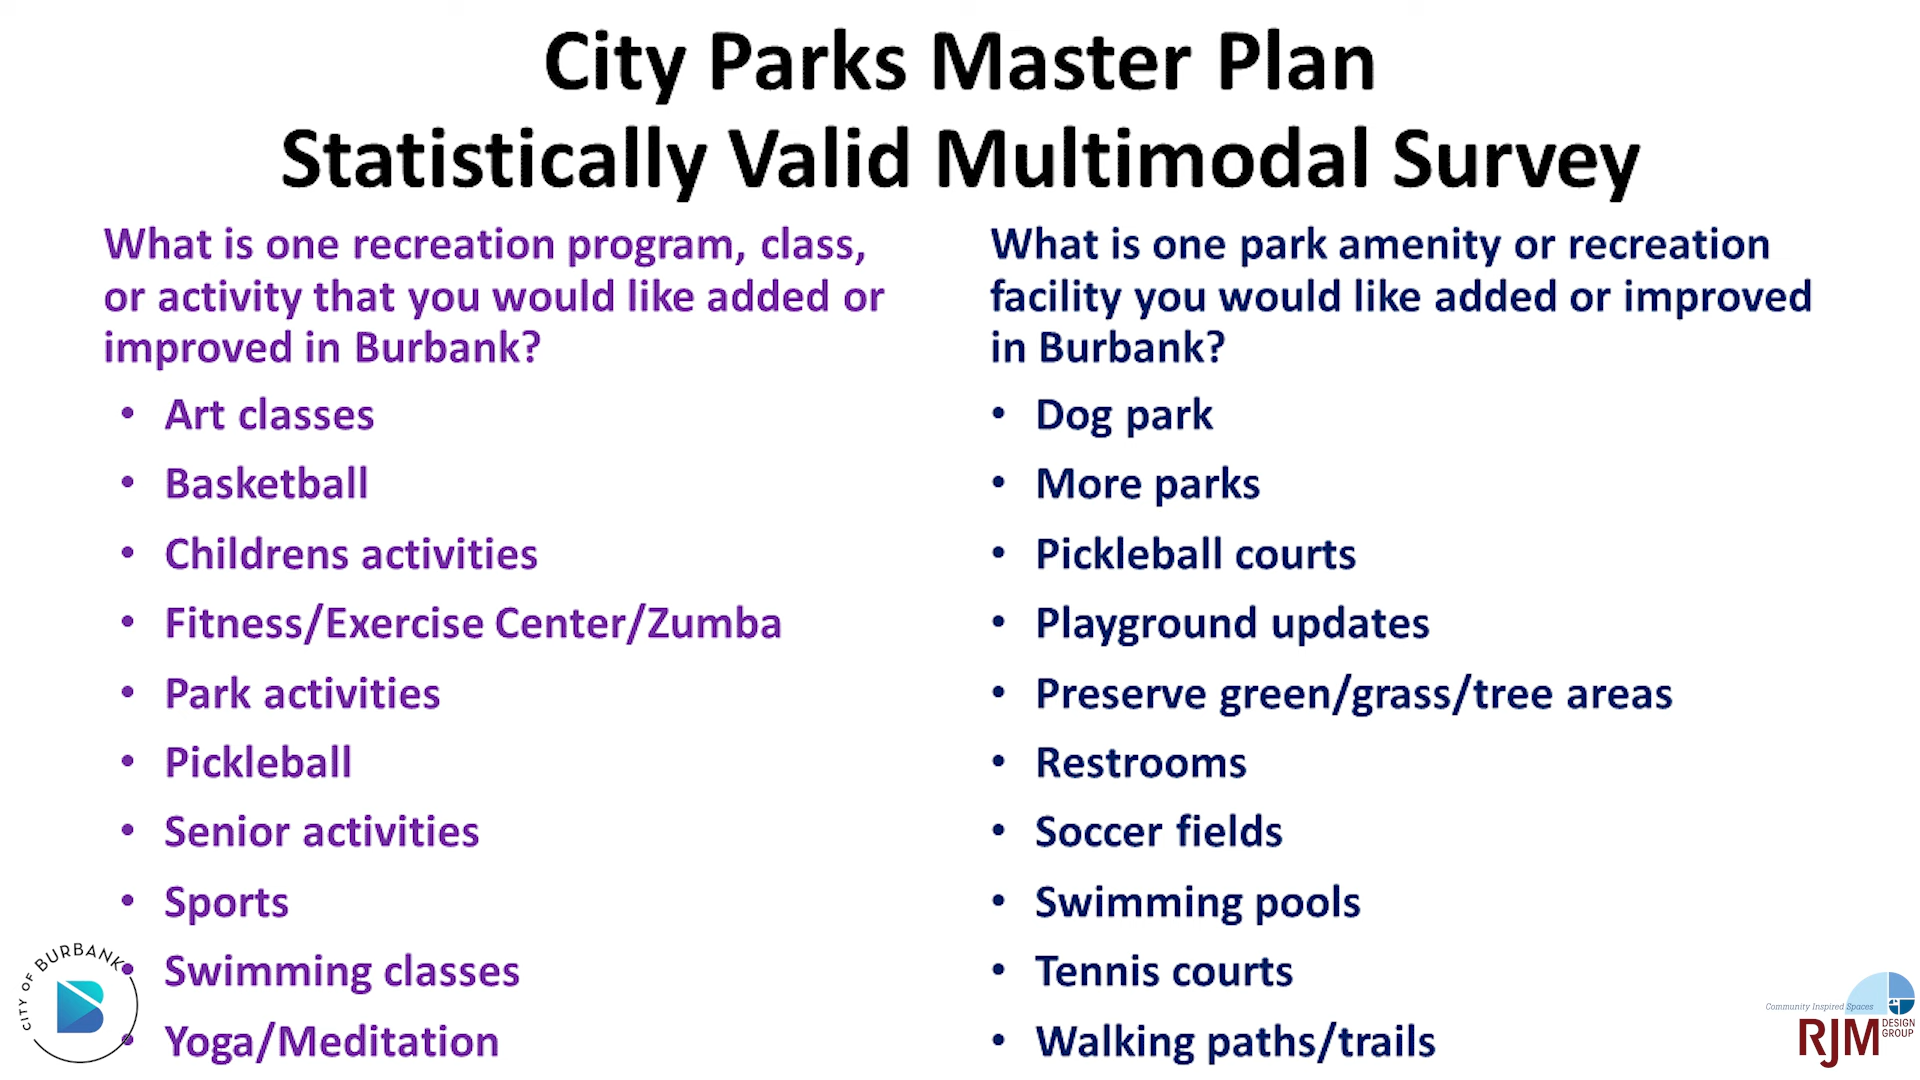 City Parks Master Plan
Statistically Valid Multimodal Survey
What is one recreation program, class,
or activity that you would like added or
improved in Burbank?
• Art classes
• Basketball
• Childrens activities
• Fitness/Exercise Center/Zumba
• Park activities
• Pickleball
• Senior activities
• Sports
• Swimming classes
• Yoga/Meditation
What is one park amenity or recreation
facility you would like added or improved
in Burbank?
• Dog park
• More parks
• Pickleball courts
• Playground updates
• Preserve green/grass/tree areas
• Restrooms
• Soccer fields
• Swimming pools
• Tennis courts
• Walking paths/trails
CITY OF BURBANK
B
Community Inspired Spaces
RJM DESIGN
GROUP